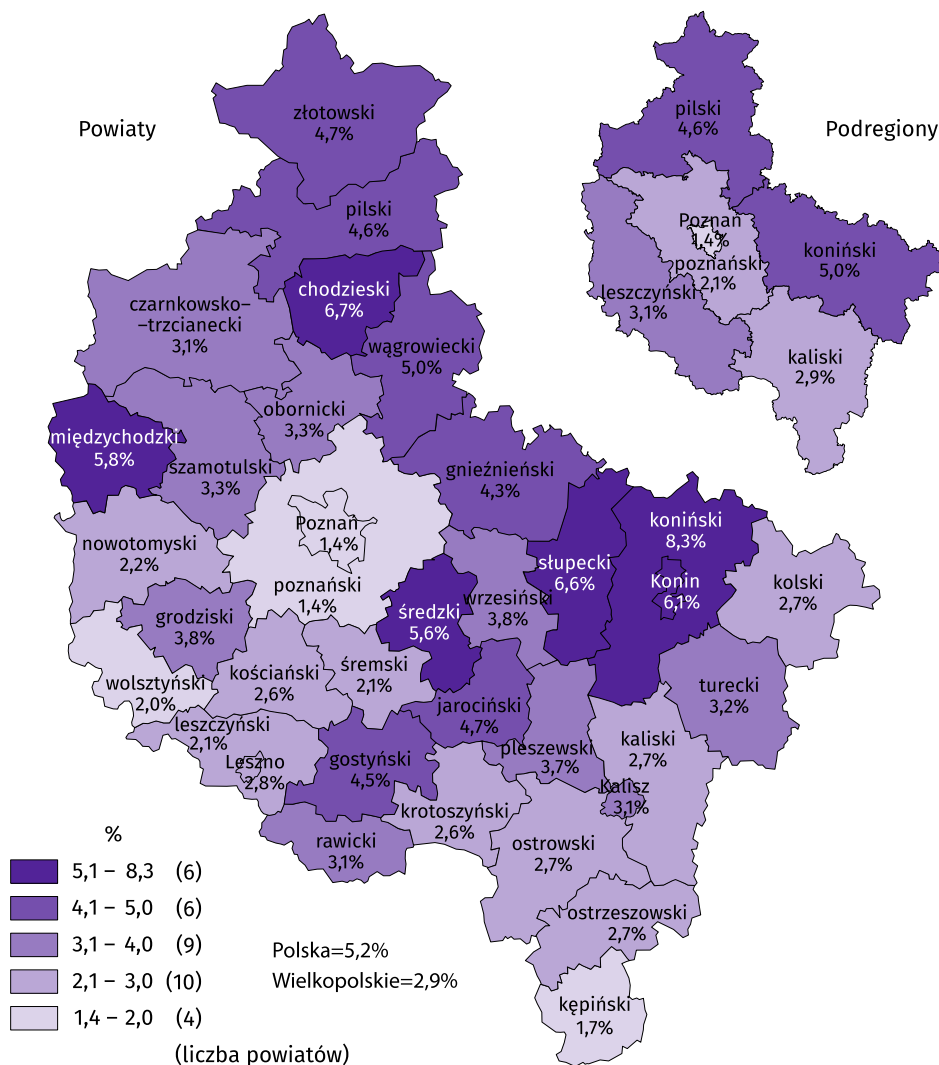 Powiaty
złotowski
4,7%
pilski
4,6%
chodzieski
6,7%
czarnkowsko–
–trzcianecki
3,1%
wągrowiecki
5,0%
obornicki
3,3%
międzychodzki
5,8%
szamotulski
3,3%
gnieźnieński
4,3%
Poznań
1,4%
poznański
1,4%
nowotomyski
2,2%
koniński
8,3%
słupecki
6,6%
Konin
6,1%
kolski
2,7%
wrzesiński
3,8%
średzki
5,6%
grodziski
3,8%
kościański
2,6%
śremski
2,1%
wolsztyński
2,0%
turecki
3,2%
jarociński
4,7%
leszczyński
2,1%
Leszno
2,8%
gostyński
4,5%
pleszewski
3,7%
kaliski
2,7%
Kalisz
3,1%
krotoszyński
2,6%
rawicki
3,1%
ostrowski
2,7%
ostrzeszowski
2,7%
kępiński
1,7%
Podregiony
pilski
4,6%
Poznań
1,4%
poznański
2,1%
koniński
5,0%
leszczyński
3,1%
kaliski
2,9%
%
5,1 – 8,3 (6)
4,1 – 5,0 (6)
3,1 – 4,0 (9)
2,1 – 3,0 (10)
1,4 – 2,0 (4)
(liczba powiatów)
Polska=5,2%
Wielkopolskie=2,9%